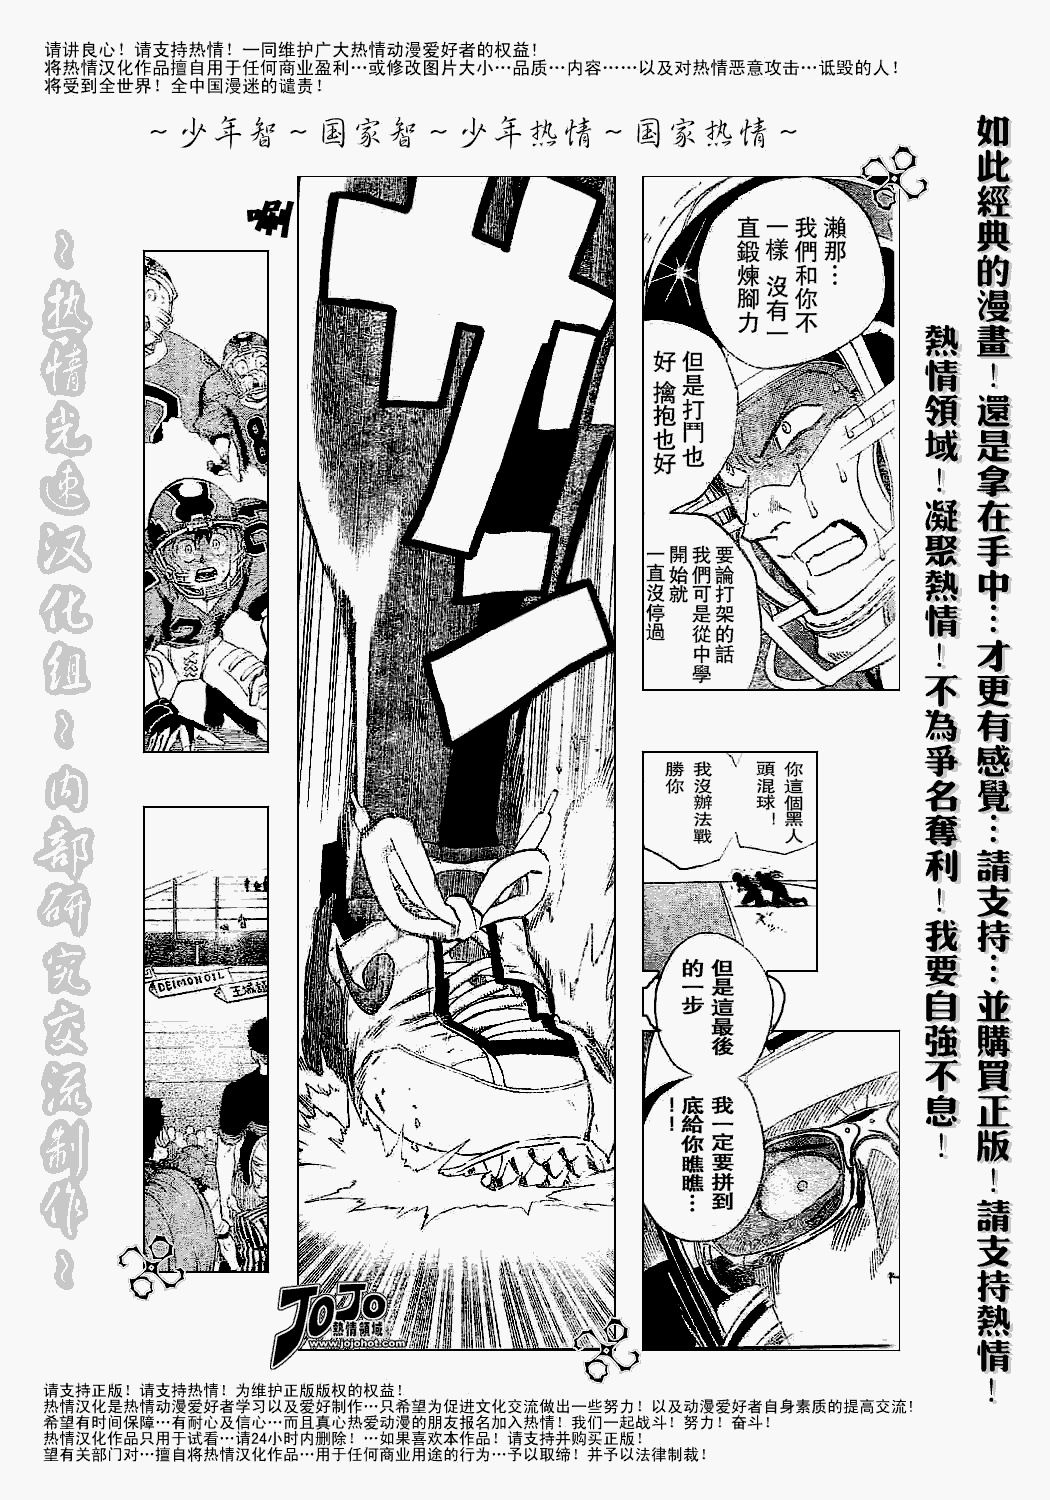 请讲良心！请支持热情！一同维护广大热情动漫爱好者的权益！
将热情汉化作品擅自用于任何商业盈利…或修改图片大小…品质…内容……以及对热情恶意攻击…诋毁的人！
将受到全世界！全中国漫迷的谴责！
～少年智～国家智～少年热情～国家热情～
如此經典的漫畫！還是拿在手中…才更有感覺…請支持…並購買正版！請支持熱情！
熱情領域！凝聚熱情！不為爭名奪利！我要自強不息！
瀨那…
我們和你不
一樣 沒有一
直鍛煉腳力
但是打鬥也
好 擒抱也好
要論打架的話
我們可是從中學
開始就
一直沒停過
你這個黑人
頭混球！
我沒辦法戰
勝你
但是這最後
的一步
我一定要拼到
底給你瞧瞧…
！！
DEIMON OIL
王城
～热情光速汉化组～内部研究交流制作～
JOJO
熱情領域
www.jojohot.com
请支持正版！请支持热情！为维护正版版权的权益！
热情汉化是热情动漫爱好者学习以及爱好制作…只希望为促进文化交流做出一些努力！以及动漫爱好者自身素质的提高交流！
希望有时间保障…有耐心及信心…而且真心热爱动漫的朋友报名加入热情！我们一起战斗！努力！奋斗！
热情汉化作品只用于试看…请24小时内删除！…如果喜欢本作品！请支持并购买正版！
望有关部门对…擅自将热情汉化作品…用于任何商业用途的行为…予以取缔！并予以法律制裁！